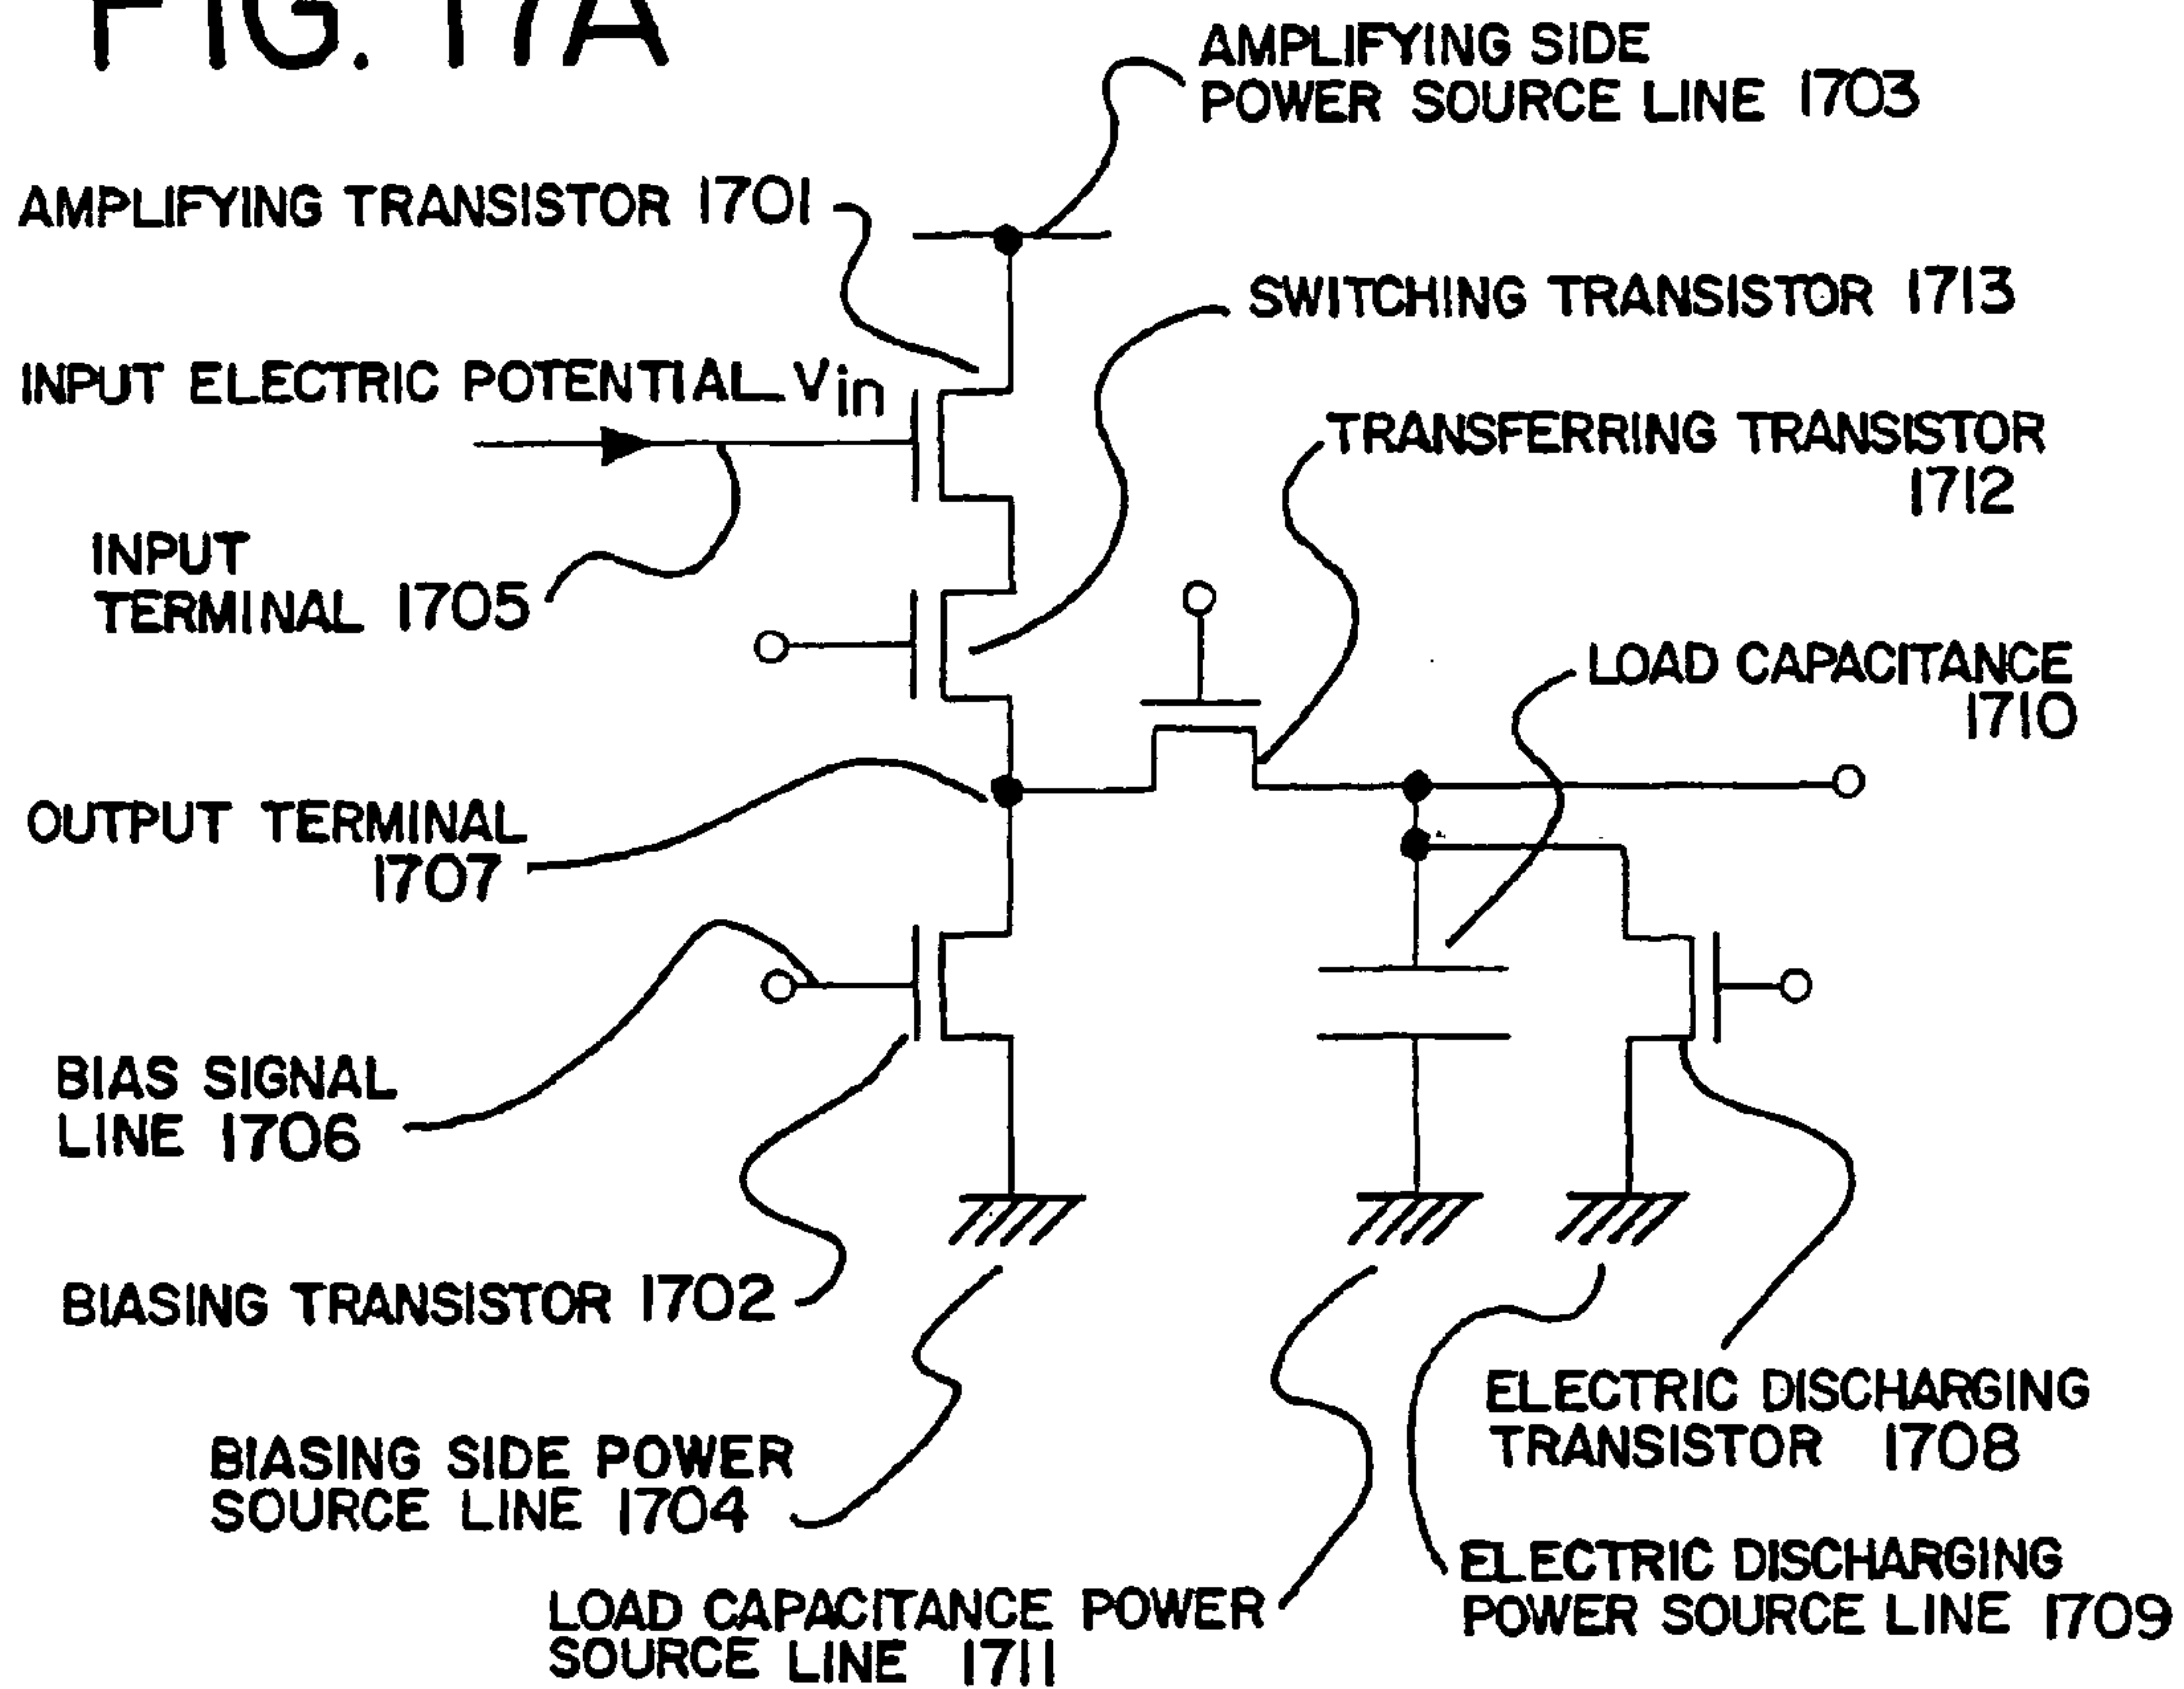 FIG. 17A
AMPLIFYING SIDE
POWER SOURCE LINE 1703
AMPLIFYING TRANSISTOR 1701
SWITCHING TRANSISTOR 1713
INPUT ELECTRIC POTENTIAL Vin
TRANSFERRING TRANSISTOR
1712
INPUT
TERMINAL 1705
LOAD CAPACITANCE
1710
OUTPUT TERMINAL
1707
BIAS SIGNAL
LINE 1706
BIASING TRANSISTOR 1702
ELECTRIC DISCHARGING
TRANSISTOR 1708
BIASING SIDE POWER
SOURCE LINE 1704
ELECTRIC DISCHARGING
POWER SOURCE LINE 1709
LOAD CAPACITANCE POWER
SOURCE LINE 1711